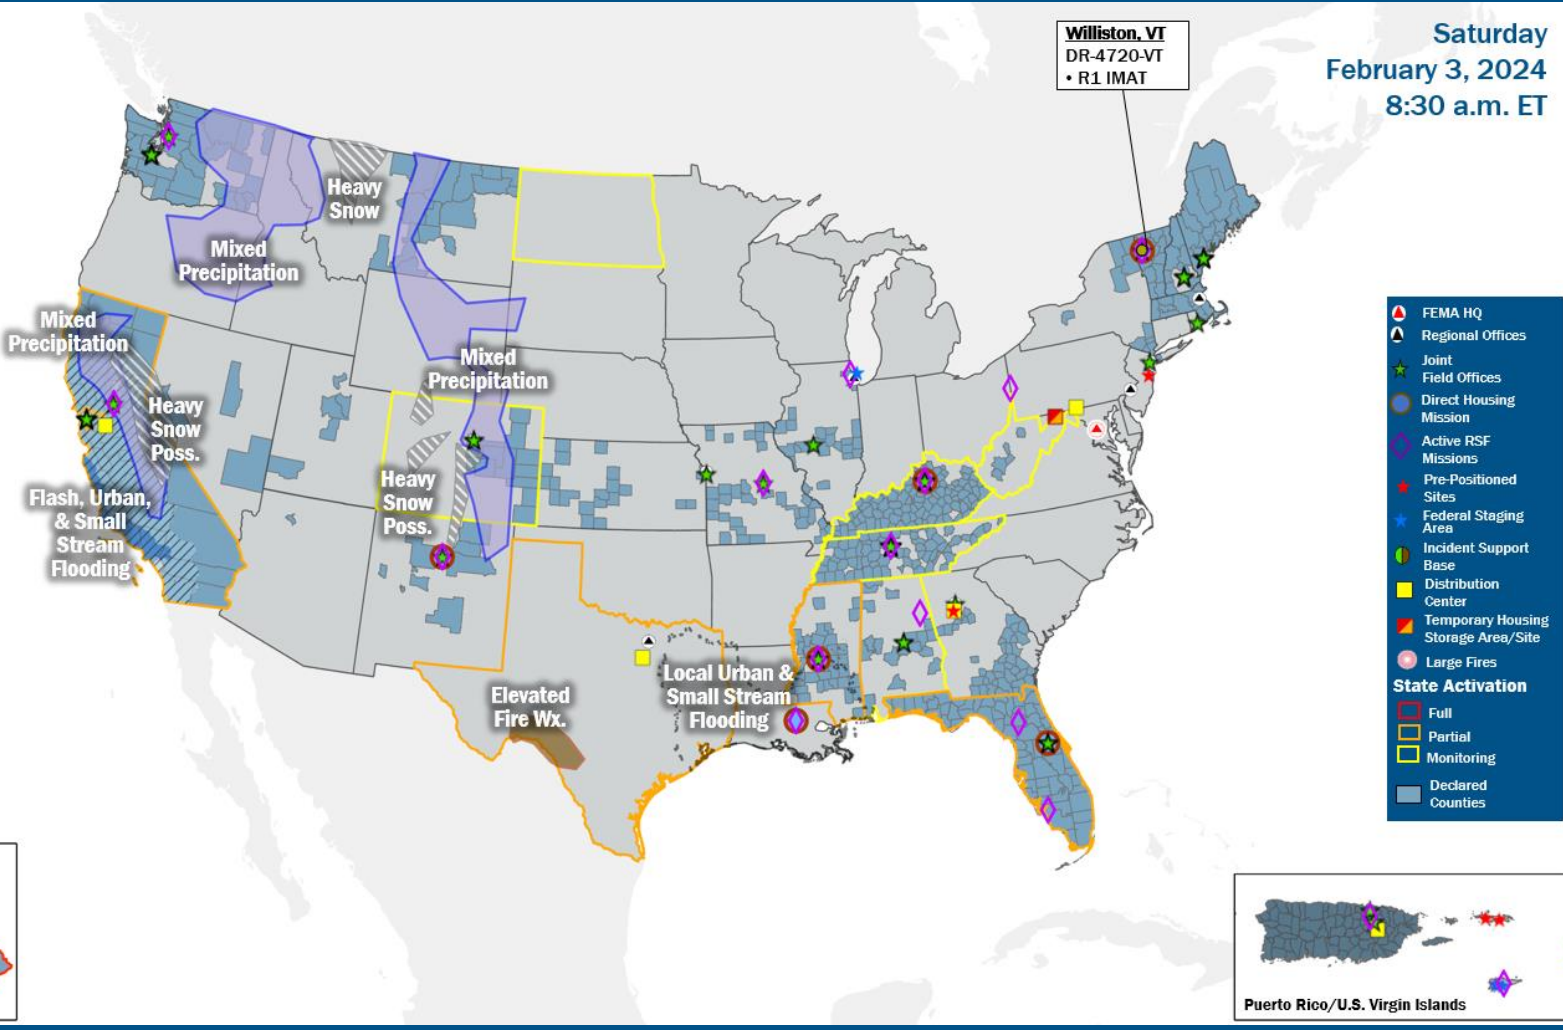 Saturday
February 3, 2024
8:30 a.m. ET
Williston, VT
DR-4720-VT
• R1 IMAT
Heavy
Snow
Mixed
Precipitation
Mixed
Precipitation
Mixed
Precipitation
Heavy
Snow
Poss.
Heavy
Snow
Poss.
Flash, Urban,
& Small
Stream
Flooding
Elevated
Fire Wx.
Local Urban &
Small Stream
Flooding
FEMA HQ
Regional Offices
Joint
Field Offices
Direct Housing
Mission
Active RSF
Missions
Pre-Positioned
Sites
Federal Staging
Area
Incident Support
Base
Distribution
Center
Temporary Housing
Storage Area/Site
Large Fires
State Activation
Full
Partial
Monitoring
Declared
Counties
Puerto Rico/U.S. Virgin Islands